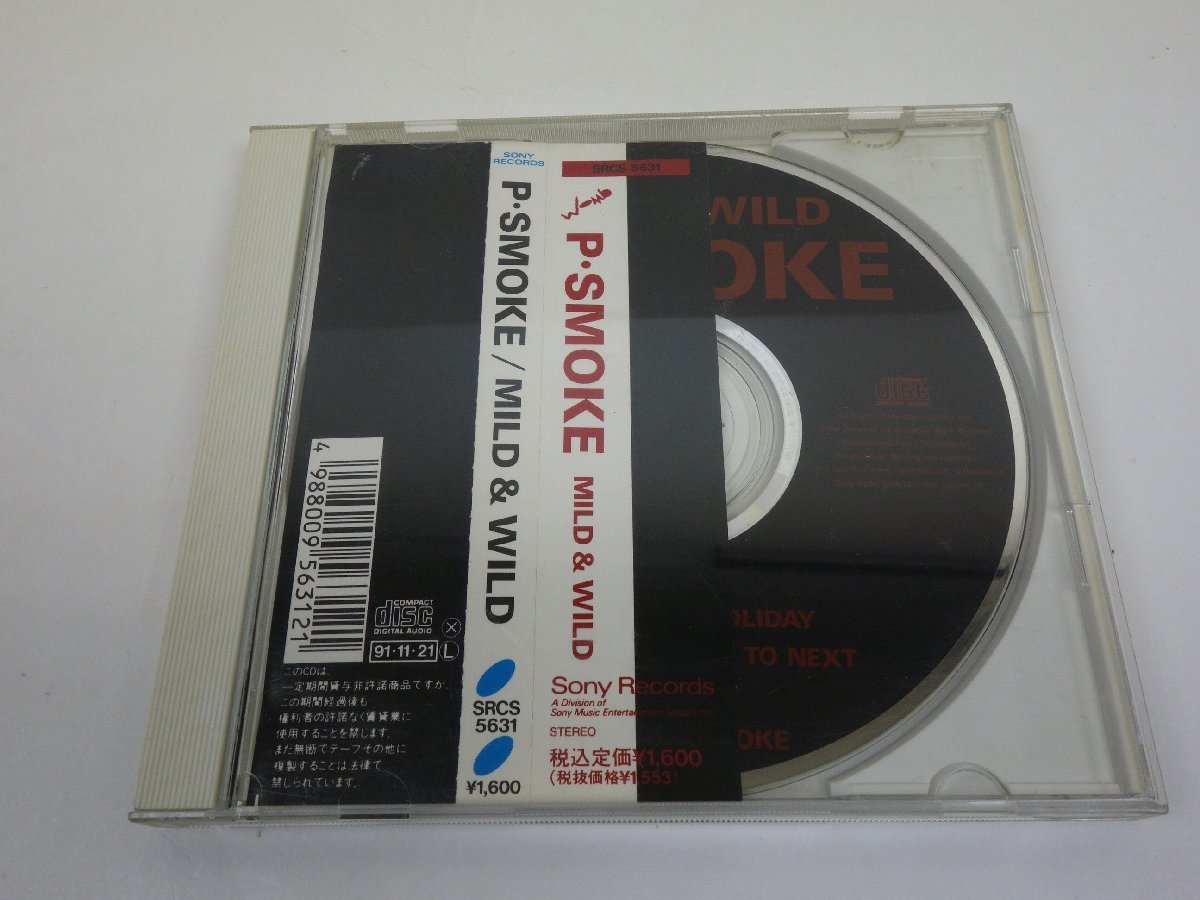 4 988009 563121
COMPACT
disc
DIGITAL AUDIO
X
91·11·21 L
このCDは、
一定期間貸与非許諾商品ですが、
この期間経過後も
権利者の許諾なく賃貸業に
使用することを禁じます。
また無断でテープその他に
複製することは法律で
禁じられています。
SONY
RECORDS
P·SMOKE / MILD & WILD
SRCS
5631
¥1,600
SRCS 5631
P·SMOKE MILD & WILD
Sony Records
A Division of
Sony Music Entertainment
STEREO
税込定価¥1,600
(税抜価格¥1,553)
WILD
OKE
COMPACT
disc
DIGITAL AUDIO
OLIDAY
TO NEXT
OKE